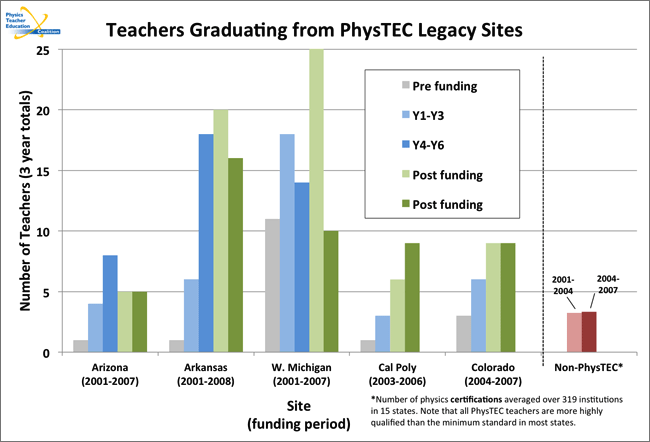 Physics
Teacher
Education
Coalition
Teachers Graduating from PhysTEC Legacy Sites
Number of Teachers (3 year totals)
25
20
15
10
5
0
Pre funding
Y1-Y3
Y4-Y6
Post funding
Post funding
2001-
2004
2004-
2007
Arizona
(2001-2007)
Arkansas
(2001-2008)
W. Michigan
(2001-2007)
Cal Poly
(2003-2006)
Colorado
(2004-2007)
Non-PhysTEC*
Site
(funding period)
*Number of physics certifications averaged over 319 institutions
in 15 states. Note that all PhysTEC teachers are more highly
qualified than the minimum standard in most states.